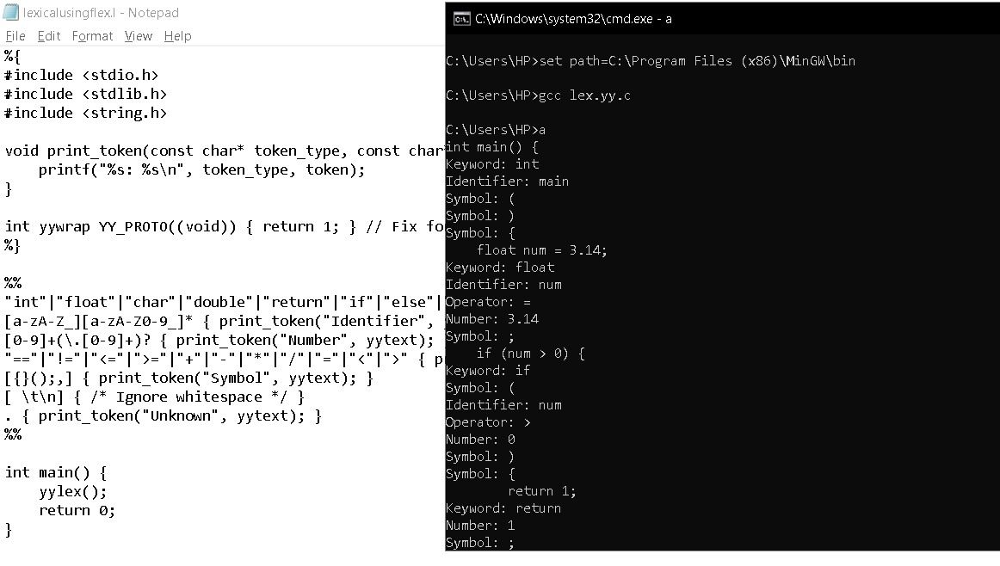 lexicalusingflex.l - Notepad
File Edit Format View Help
%{
#include <stdio.h>
#include <stdlib.h>
#include <string.h>
void print_token(const char* token_type, const char
    printf("%s: %s\n", token_type, token);
}
int yywrap YY_PROTO((void)) { return 1; } // Fix fo
%}
%%
"int"|"float"|"char"|"double"|"return"|"if"|"else"|
[a-zA-Z_][a-zA-Z0-9_]* { print_token("Identifier",
[0-9]+(\.[0-9]+)? { print_token("Number", yytext);
"=="|"!="|"<="|">="|"+"|"-"|"*"|"/"|"="|"<"|">" { p
[{}();,] { print_token("Symbol", yytext); }
[ \t\n] { /* Ignore whitespace */ }
. { print_token("Unknown", yytext); }
%%
int main() {
    yylex();
    return 0;
}
C:\Windows\system32\cmd.exe - a
C:\Users\HP>set path=C:\Program Files (x86)\MinGW\bin
C:\Users\HP>gcc lex.yy.c
C:\Users\HP>a
int main() {
Keyword: int
Identifier: main
Symbol: (
Symbol: )
Symbol: {
    float num = 3.14;
Keyword: float
Identifier: num
Operator: =
Number: 3.14
Symbol: ;
    if (num > 0) {
Keyword: if
Symbol: (
Identifier: num
Operator: >
Number: 0
Symbol: )
Symbol: {
        return 1;
Keyword: return
Number: 1
Symbol: ;